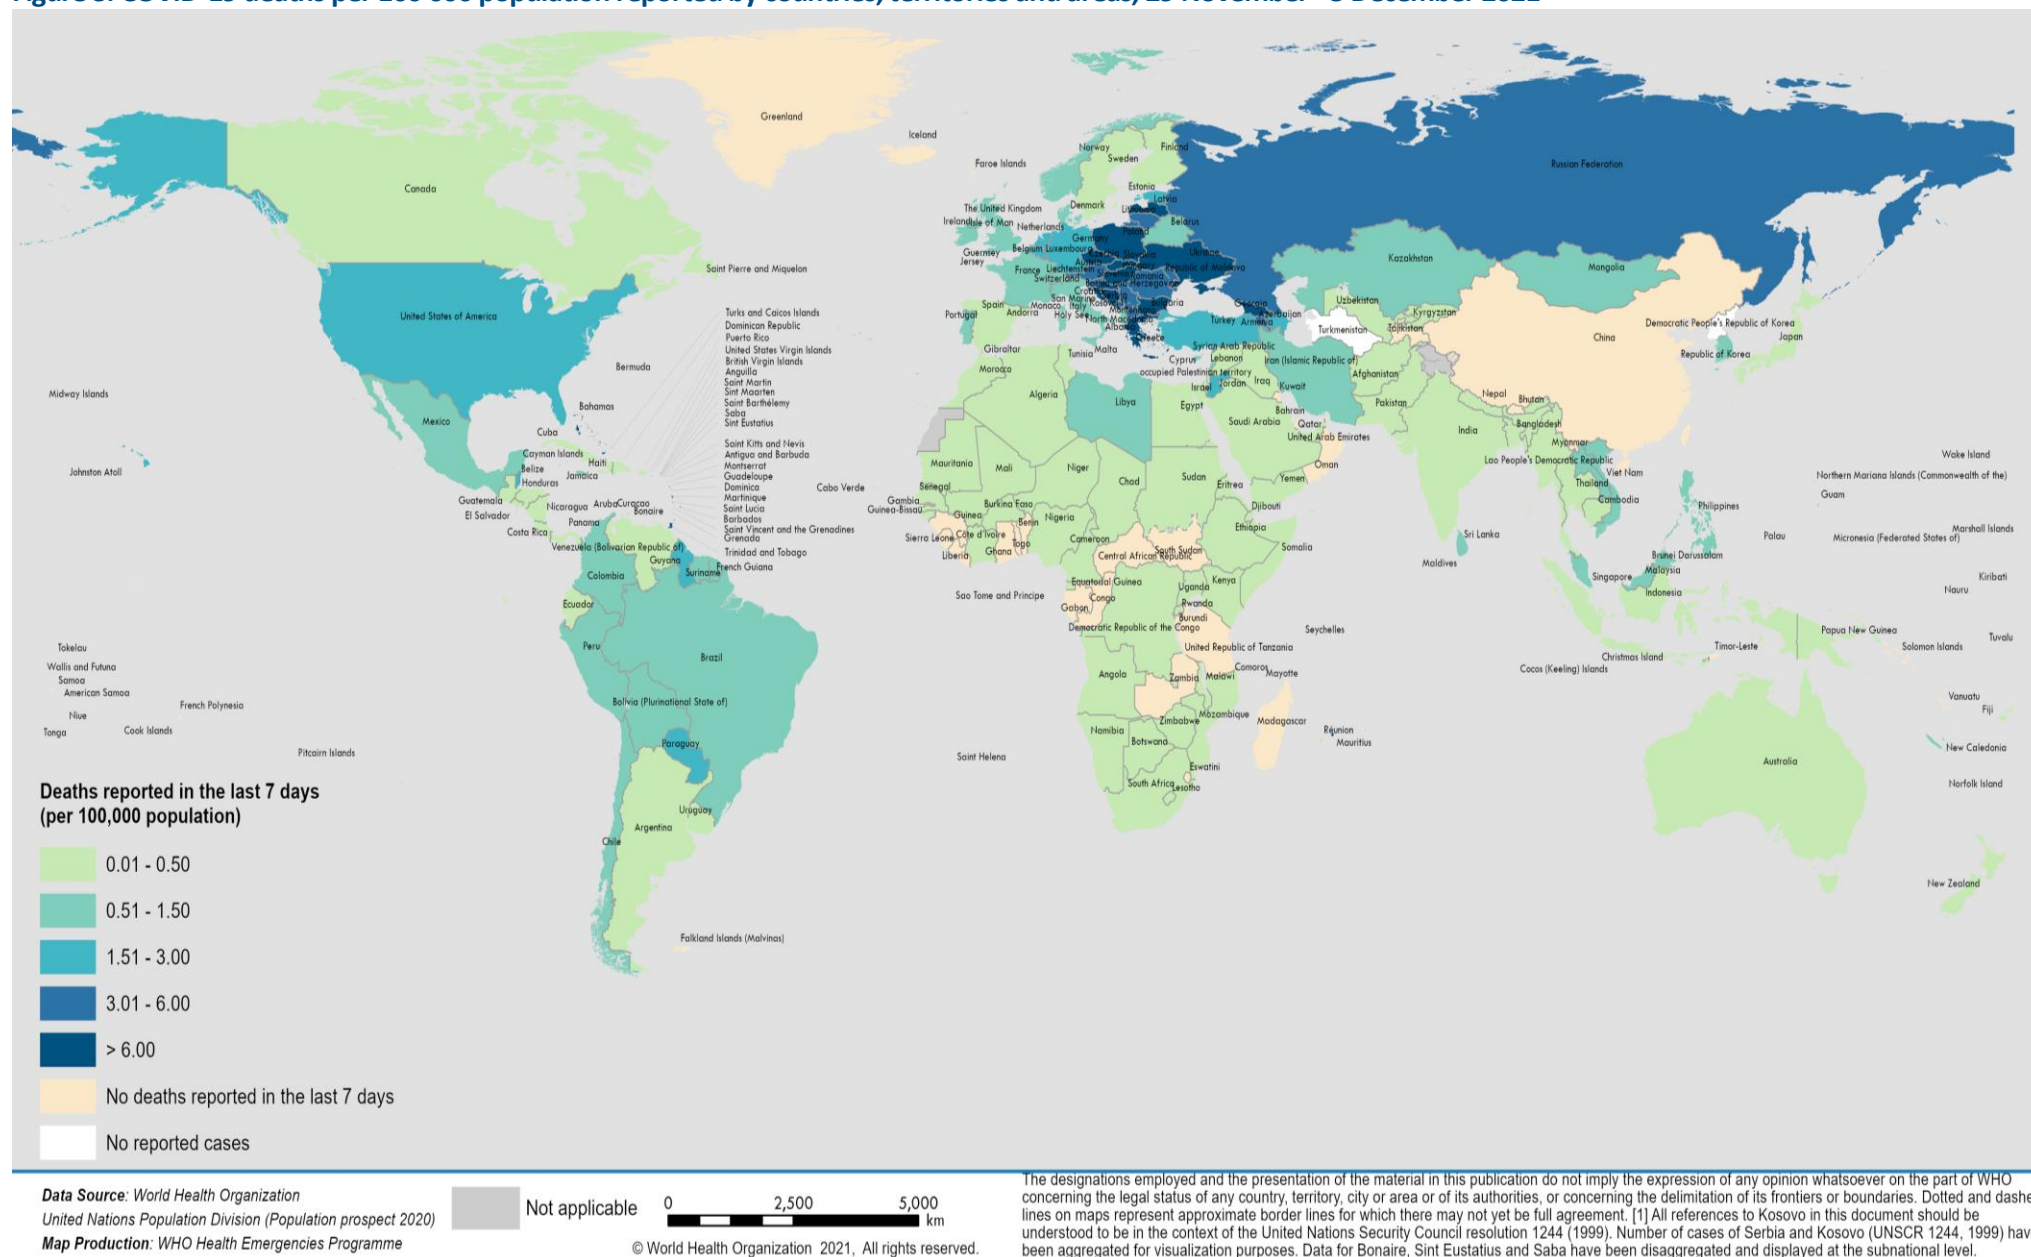 Greenland
Iceland
Faroe Islands
Norway
Finland
Sweden
Russian Federation
Canada
Estonia
Latvia
Denmark
The United Kingdom
Ireland
Isle of Man
Netherlands
Belarus
Poland
Germany
Belgium
Luxembourg
Guernsey
Jersey
France
Liechtenstein
Switzerland
Ukraine
Republic of Moldova
Romania
Kazakhstan
Mongolia
Saint Pierre and Miquelon
United States of America
Spain
Andorra
Portugal
Monaco
San Marino
Italy
Holy See
Bulgaria
Georgia
Azerbaijan
Turkey
Armenia
Greece
Uzbekistan
Kyrgyzstan
Turkmenistan
Tajikistan
China
Democratic People's Republic of Korea
Japan
Republic of Korea
Turks and Caicos Islands
Dominican Republic
Puerto Rico
United States Virgin Islands
British Virgin Islands
Anguilla
Saint Martin
Sint Maarten
Saint Barthélemy
Saba
Sint Eustatius
Saint Kitts and Nevis
Antigua and Barbuda
Montserrat
Guadeloupe
Dominica
Martinique
Saint Lucia
Barbados
Saint Vincent and the Grenadines
Grenada
Trinidad and Tobago
Bermuda
Midway Islands
Johnston Atoll
Mexico
Bahamas
Cuba
Cayman Islands
Haiti
Belize
Jamaica
Honduras
Guatemala
El Salvador
Nicaragua
Aruba
Curaçao
Bonaire
Panama
Costa Rica
Venezuela (Bolivarian Republic of)
Guyana
Suriname
French Guiana
Colombia
Ecuador
Peru
Brazil
Bolivia (Plurinational State of)
Paraguay
Uruguay
Argentina
Chile
Falkland Islands (Malvinas)
Gibraltar
Tunisia
Malta
Cyprus
Syrian Arab Republic
Lebanon
occupied Palestinian territory
Israel
Jordan
Iraq
Iran (Islamic Republic of)
Kuwait
Afghanistan
Pakistan
Morocco
Algeria
Libya
Egypt
Saudi Arabia
Bahrain
Qatar
United Arab Emirates
Oman
Yemen
Nepal
Bhutan
India
Bangladesh
Myanmar
Lao People's Democratic Republic
Viet Nam
Thailand
Cambodia
Philippines
Wake Island
Northern Mariana Islands (Commonwealth of the)
Guam
Marshall Islands
Micronesia (Federated States of)
Palau
Cabo Verde
Mauritania
Mali
Niger
Chad
Sudan
Eritrea
Senegal
Gambia
Guinea-Bissau
Guinea
Burkina Faso
Benin
Nigeria
Djibouti
Ethiopia
Somalia
Sierra Leone
Côte d'Ivoire
Togo
Ghana
Liberia
Cameroon
Central African Republic
South Sudan
Sri Lanka
Maldives
Brunei Darussalam
Malaysia
Singapore
Indonesia
Kiribati
Nauru
Sao Tome and Principe
Equatorial Guinea
Congo
Gabon
Uganda
Kenya
Rwanda
Burundi
Democratic Republic of the Congo
United Republic of Tanzania
Seychelles
Comoros
Mayotte
Angola
Zambia
Malawi
Mozambique
Zimbabwe
Madagascar
Réunion
Mauritius
Namibia
Botswana
Eswatini
South Africa
Lesotho
Saint Helena
Papua New Guinea
Solomon Islands
Tuvalu
Timor-Leste
Christmas Island
Cocos (Keeling) Islands
Vanuatu
Fiji
New Caledonia
Norfolk Island
Australia
New Zealand
Tokelau
Wallis and Futuna
Samoa
American Samoa
French Polynesia
Niue
Cook Islands
Tonga
Pitcairn Islands
Deaths reported in the last 7 days
(per 100,000 population)
0.01 - 0.50
0.51 - 1.50
1.51 - 3.00
3.01 - 6.00
> 6.00
No deaths reported in the last 7 days
No reported cases
Data Source: World Health Organization
United Nations Population Division (Population prospect 2020)
Map Production: WHO Health Emergencies Programme
Not applicable
0 2,500 5,000
km
© World Health Organization 2021, All rights reserved.
The designations employed and the presentation of the material in this publication do not imply the expression of any opinion whatsoever on the part of WHO
concerning the legal status of any country, territory, city or area or of its authorities, or concerning the delimitation of its frontiers or boundaries. Dotted and dashe
lines on maps represent approximate border lines for which there may not yet be full agreement. [1] All references to Kosovo in this document should be
understood to be in the context of the United Nations Security Council resolution 1244 (1999). Number of cases of Serbia and Kosovo (UNSCR 1244, 1999) hav
been aggregated for visualization purposes. Data for Bonaire, Sint Eustatius and Saba have been disaggregated and displayed at the subnational level.